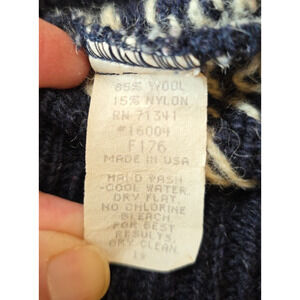 85% WOOL
15% NYLON
RN 71341
#16004
F176
MADE IN USA
HAND WASH
COOL WATER.
DRY FLAT.
NO CHLORINE
BLEACH.
FOR BEST
RESULTS
DRY CLEAN.